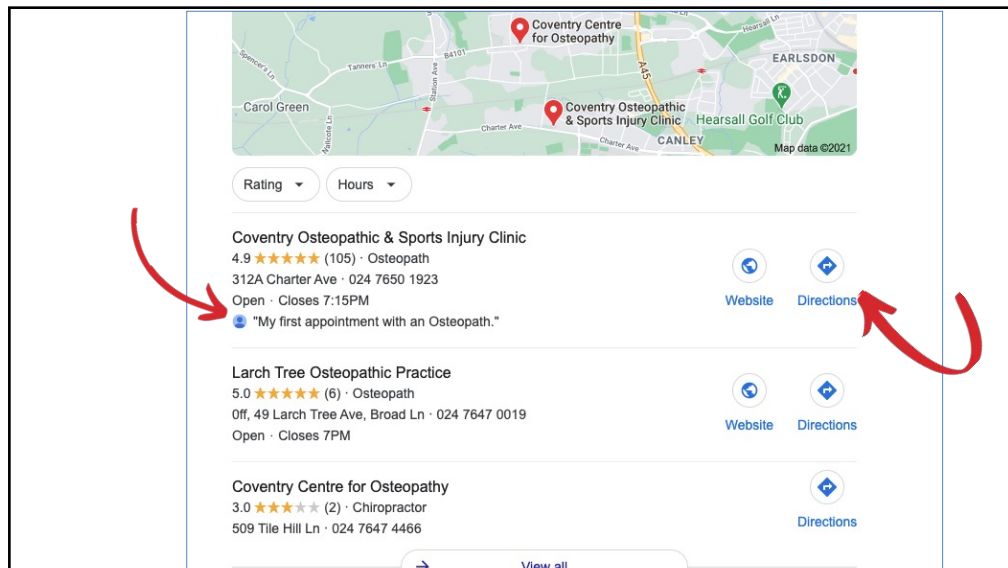 Coventry Centre
for Osteopathy
Hearsall Ln
EARLSDON
B4101
Spencer's Ln
Tanners' Ln
Station Ave
A45
Carol Green
Nailcote Ln
Coventry Osteopathic
& Sports Injury Clinic
Hearsall Golf Club
Charter Ave
Charter Ave
CANLEY
Map data ©2021
Rating
Hours
Coventry Osteopathic & Sports Injury Clinic
4.9 (105) · Osteopath
312A Charter Ave · 024 7650 1923
Open · Closes 7:15PM
Website
Directions
"My first appointment with an Osteopath."
Larch Tree Osteopathic Practice
5.0 (6) · Osteopath
Off, 49 Larch Tree Ave, Broad Ln · 024 7647 0019
Open · Closes 7PM
Website
Directions
Coventry Centre for Osteopathy
3.0 (2) · Chiropractor
509 Tile Hill Ln · 024 7647 4466
Directions
View all